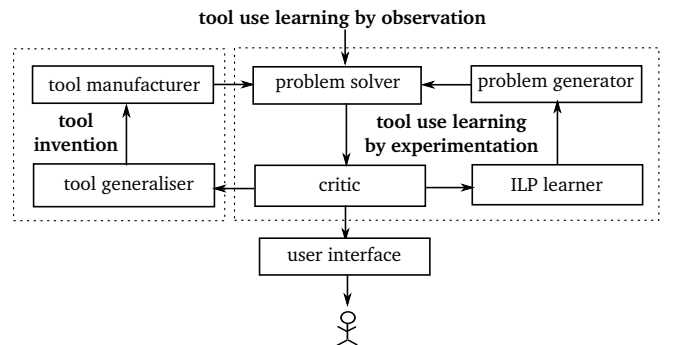 tool use learning by observation
tool manufacturer
problem solver
problem generator
tool
invention
tool use learning
by experimentation
tool generaliser
critic
ILP learner
user interface